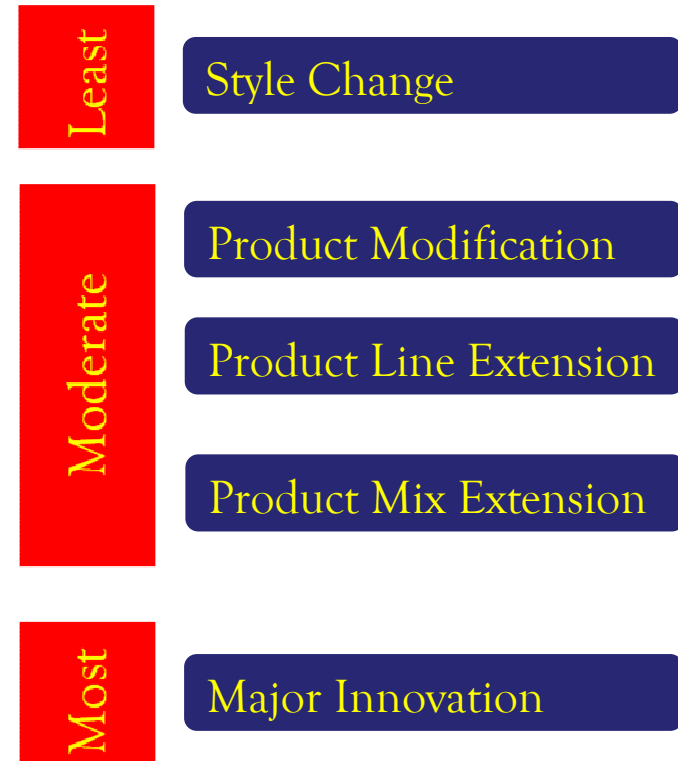 Least
Style Change
Moderate
Product Modification
Product Line Extension
Product Mix Extension
Most
Major Innovation